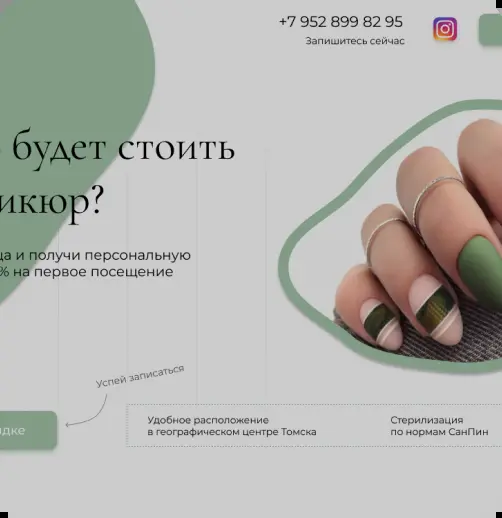 +7 952 899 82 95
Запишитесь сейчас
будет стоить
икюр?
ца и получи персональную
% на первое посещение
Успей записаться
дке
Удобное расположение
в географическом центре Томска
Стерилизация
по нормам СанПин